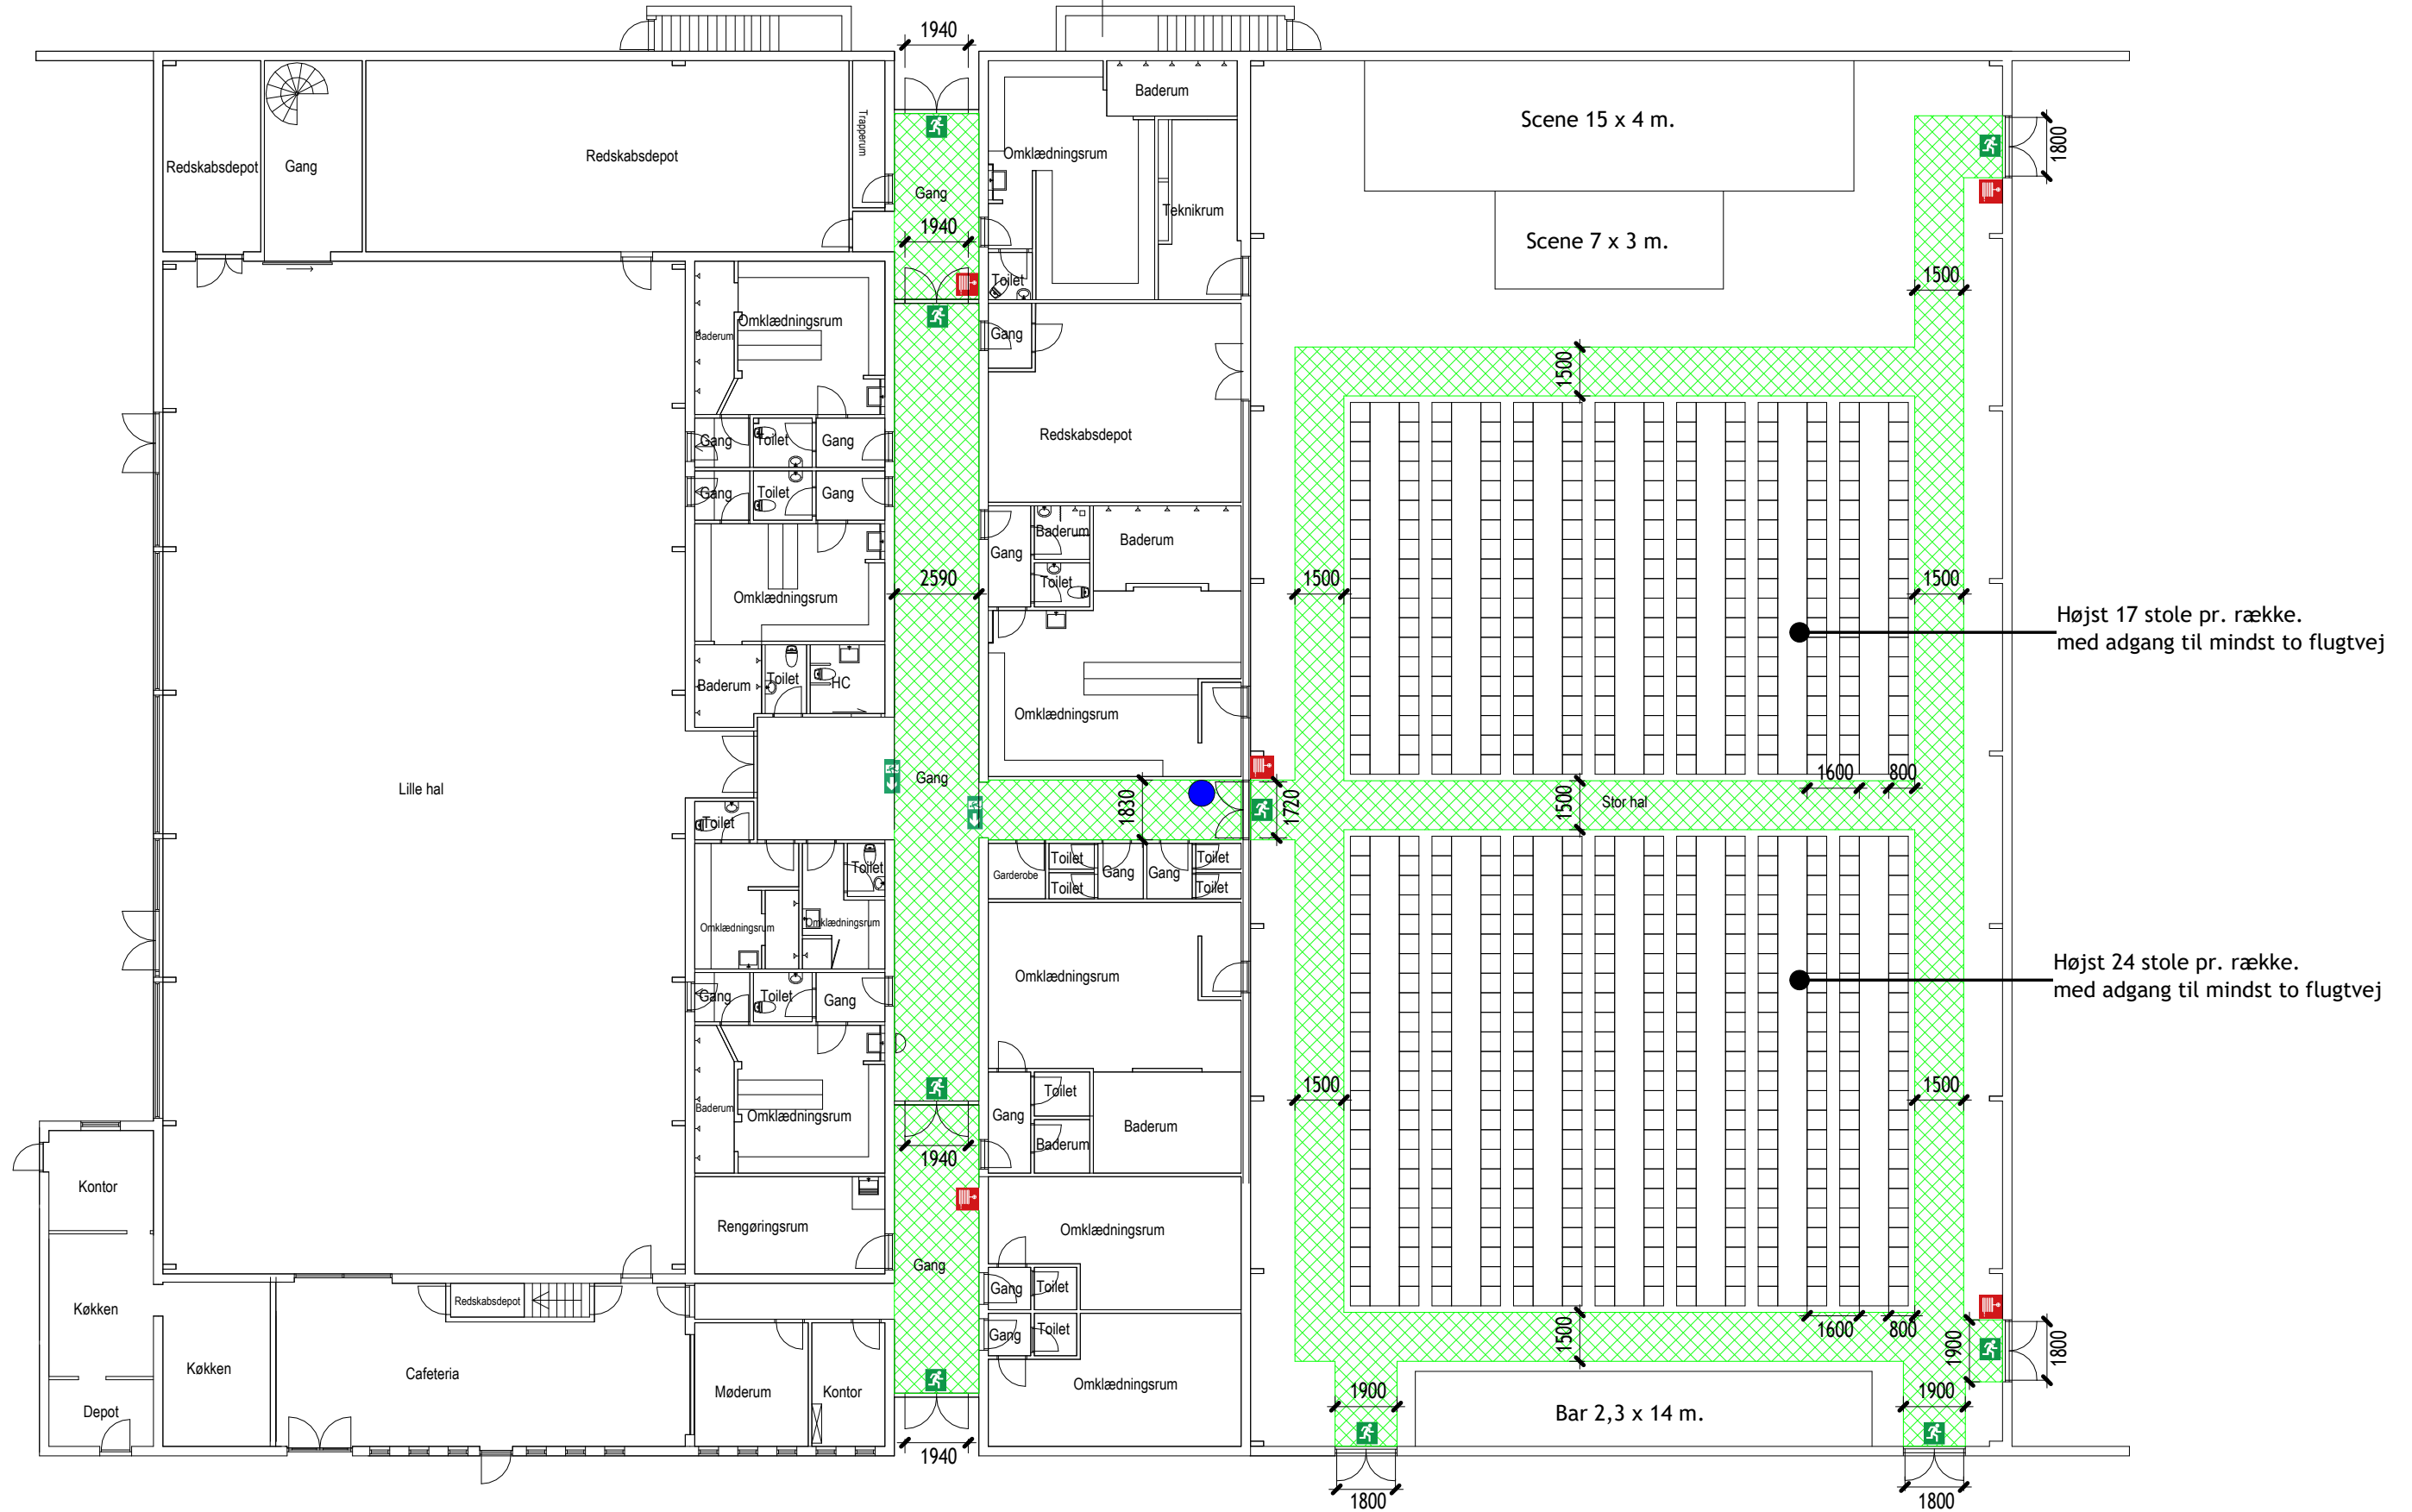 1940
Baderum
Scene 15 x 4 m.
Trapperum
1800
Redskabsdepot
Gang
Redskabsdepot
Omklædningsrum
Gang
Teknikrum
1940
Scene 7 x 3 m.
Toilet
1500
Omklædningsrum
Baderum
Gang
1500
Gang
Toilet
Gang
Redskabsdepot
Gang
Toilet
Gang
Baderum
Baderum
Gang
Toilet
2590
1500
1500
Omklædningsrum
Højst 17 stole pr. række.
med adgang til mindst to flugtvej
Baderum
Toilet
HC
Omklædningsrum
Lille hal
Gang
1600
800
1830
1720
1500
Stor hal
Toilet
Garderobe
Toilet
Toilet
Gang
Gang
Toilet
Toilet
Toilet
Omklædningsrum
Omklædningsrum
Omklædningsrum
Højst 24 stole pr. række.
med adgang til mindst to flugtvej
Gang
Toilet
Gang
1500
1500
Baderum
Omklædningsrum
Gang
Toilet
Baderum
Baderum
1940
Kontor
Rengøringsrum
Omklædningsrum
Gang
Gang
Toilet
Redskabsdepot
Køkken
Gang
Toilet
1500
1600
800
1900
1800
Køkken
Cafeteria
Møderum
Kontor
Omklædningsrum
1900
1900
Depot
Bar 2,3 x 14 m.
1940
1800
1800